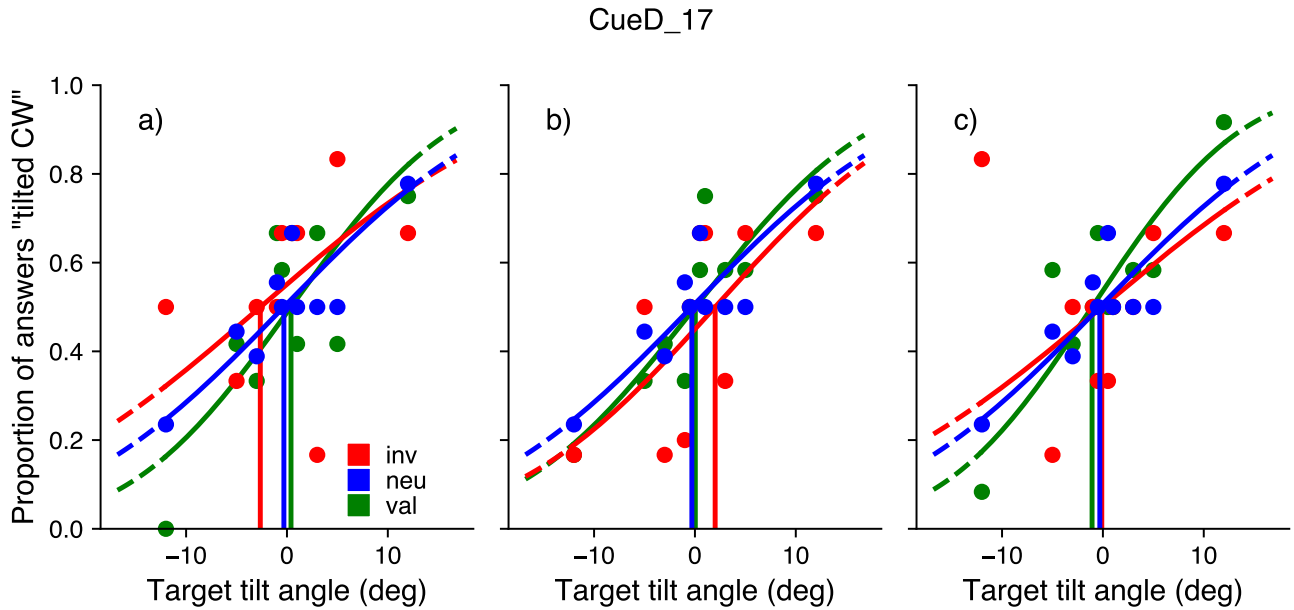 CueD_17
Proportion of answers "tilted CW"
1.0
0.8
0.6
0.4
0.2
0.0
a)
b)
c)
inv
neu
val
−10 0 10
−10 0 10
−10 0 10
Target tilt angle (deg)
Target tilt angle (deg)
Target tilt angle (deg)